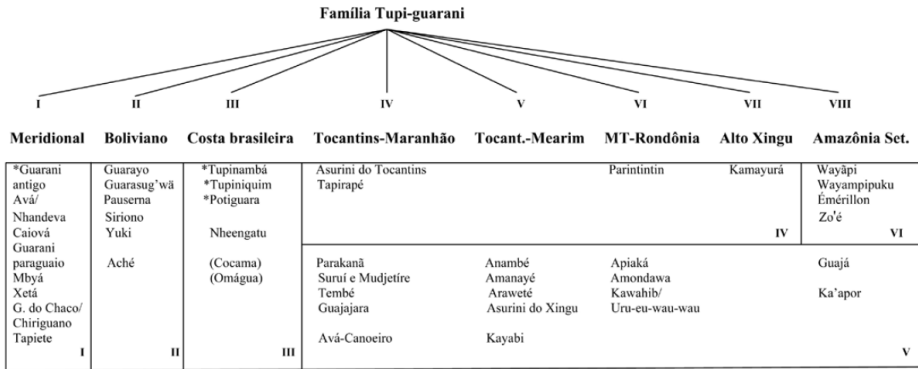 Família Tupi-guarani
I II III IV V VI VII VIII
Meridional Boliviano Costa brasileira Tocantins-Maranhão Tocant.-Mearim MT-Rondônia Alto Xingu Amazônia Set.
*Guarani
antigo
Avá/
Nhandeva
Caiová
Guarani
paraguaio
Mbyá
Xetá
G. do Chaco/
Chiriguano
Tapiete
I
Guarayo
Guarasug'wä
Pauserna
Siriono
Yuki
Aché
II
*Tupinambá
*Tupiniquim
*Potiguara
Nheengatu
(Cocama)
(Omágua)
III
Asurini do Tocantins
Tapirapé
Parintintin
Kamayurá
IV
Wayãpi
Wayampipuku
Émérillon
Zo'é
VI
Parakanã
Suruí e Mudjetíre
Tembé
Guajajara
Avá-Canoeiro
Anambé
Amanayé
Araweté
Asurini do Xingu
Kayabi
Apiaká
Amondawa
Kawahib/
Uru-eu-wau-wau
Guajá
Ka'apor
V